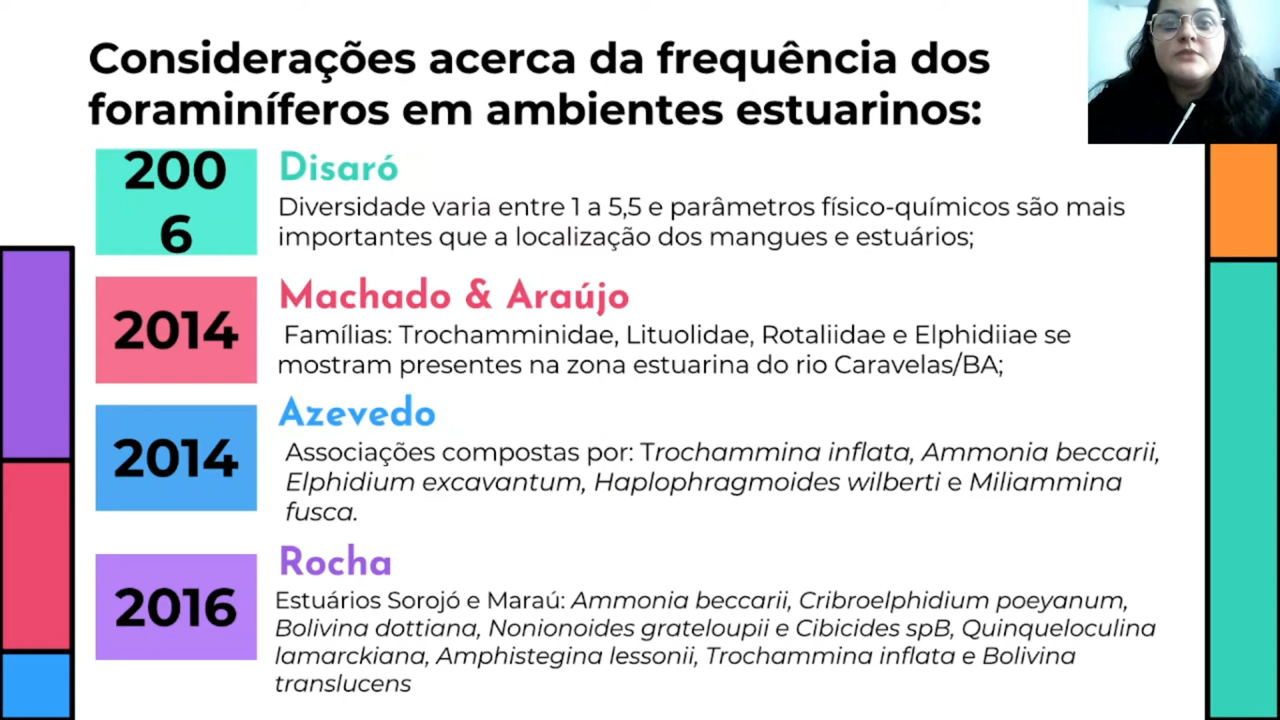 Considerações acerca da frequência dos
foraminíferos em ambientes estuarinos:
200
6
Disaró
Diversidade varia entre 1 a 5,5 e parâmetros físico-químicos são mais
importantes que a localização dos mangues e estuários;
2014
Machado & Araújo
Famílias: Trochamminidae, Lituolidae, Rotaliidae e Elphidiiae se
mostram presentes na zona estuarina do rio Caravelas/BA;
2014
Azevedo
Associações compostas por: Trochammina inflata, Ammonia beccarii,
Elphidium excavantum, Haplophragmoides wilberti e Miliammina
fusca.
2016
Rocha
Estuários Sorojó e Maraú: Ammonia beccarii, Cribroelphidium poeyanum,
Bolivina dottiana, Nonionoides grateloupii e Cibicides spB, Quinqueloculina
lamarckiana, Amphistegina lessonii, Trochammina inflata e Bolivina
translucens